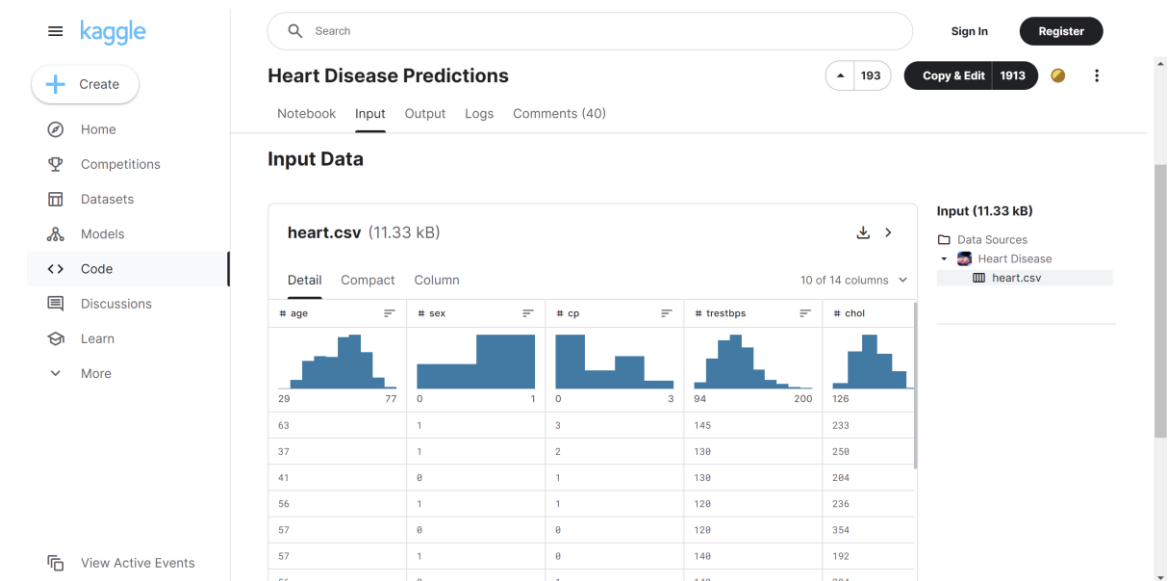 kaggle
Search
Sign In
Register
Create
Home
Competitions
Datasets
Models
Code
Discussions
Learn
More
View Active Events
Heart Disease Predictions
193
Copy & Edit 1913
Notebook Input Output Logs Comments (40)
Input Data
heart.csv (11.33 kB)
Detail Compact Column
10 of 14 columns
# age # sex # cp # trestbps # chol
29 77 0 1 0 3 94 200 126
63 1 3 145 233
37 1 2 130 250
41 0 1 130 204
56 1 1 120 236
57 0 0 120 354
57 1 0 140 192
Input (11.33 kB)
Data Sources
Heart Disease
heart.csv